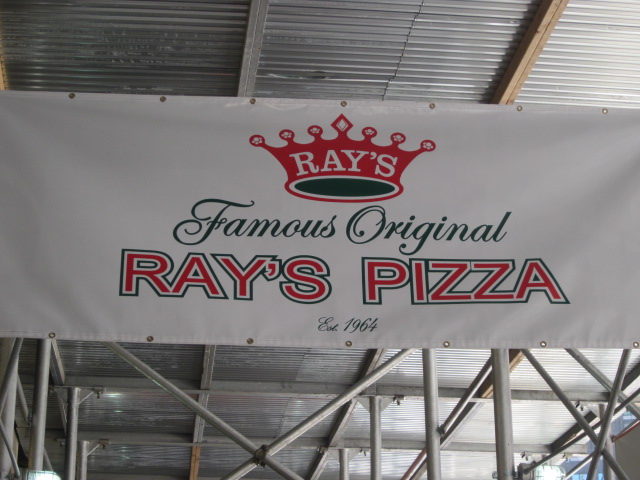 RAY'S
Famous Original
RAY'S PIZZA
Est. 1964